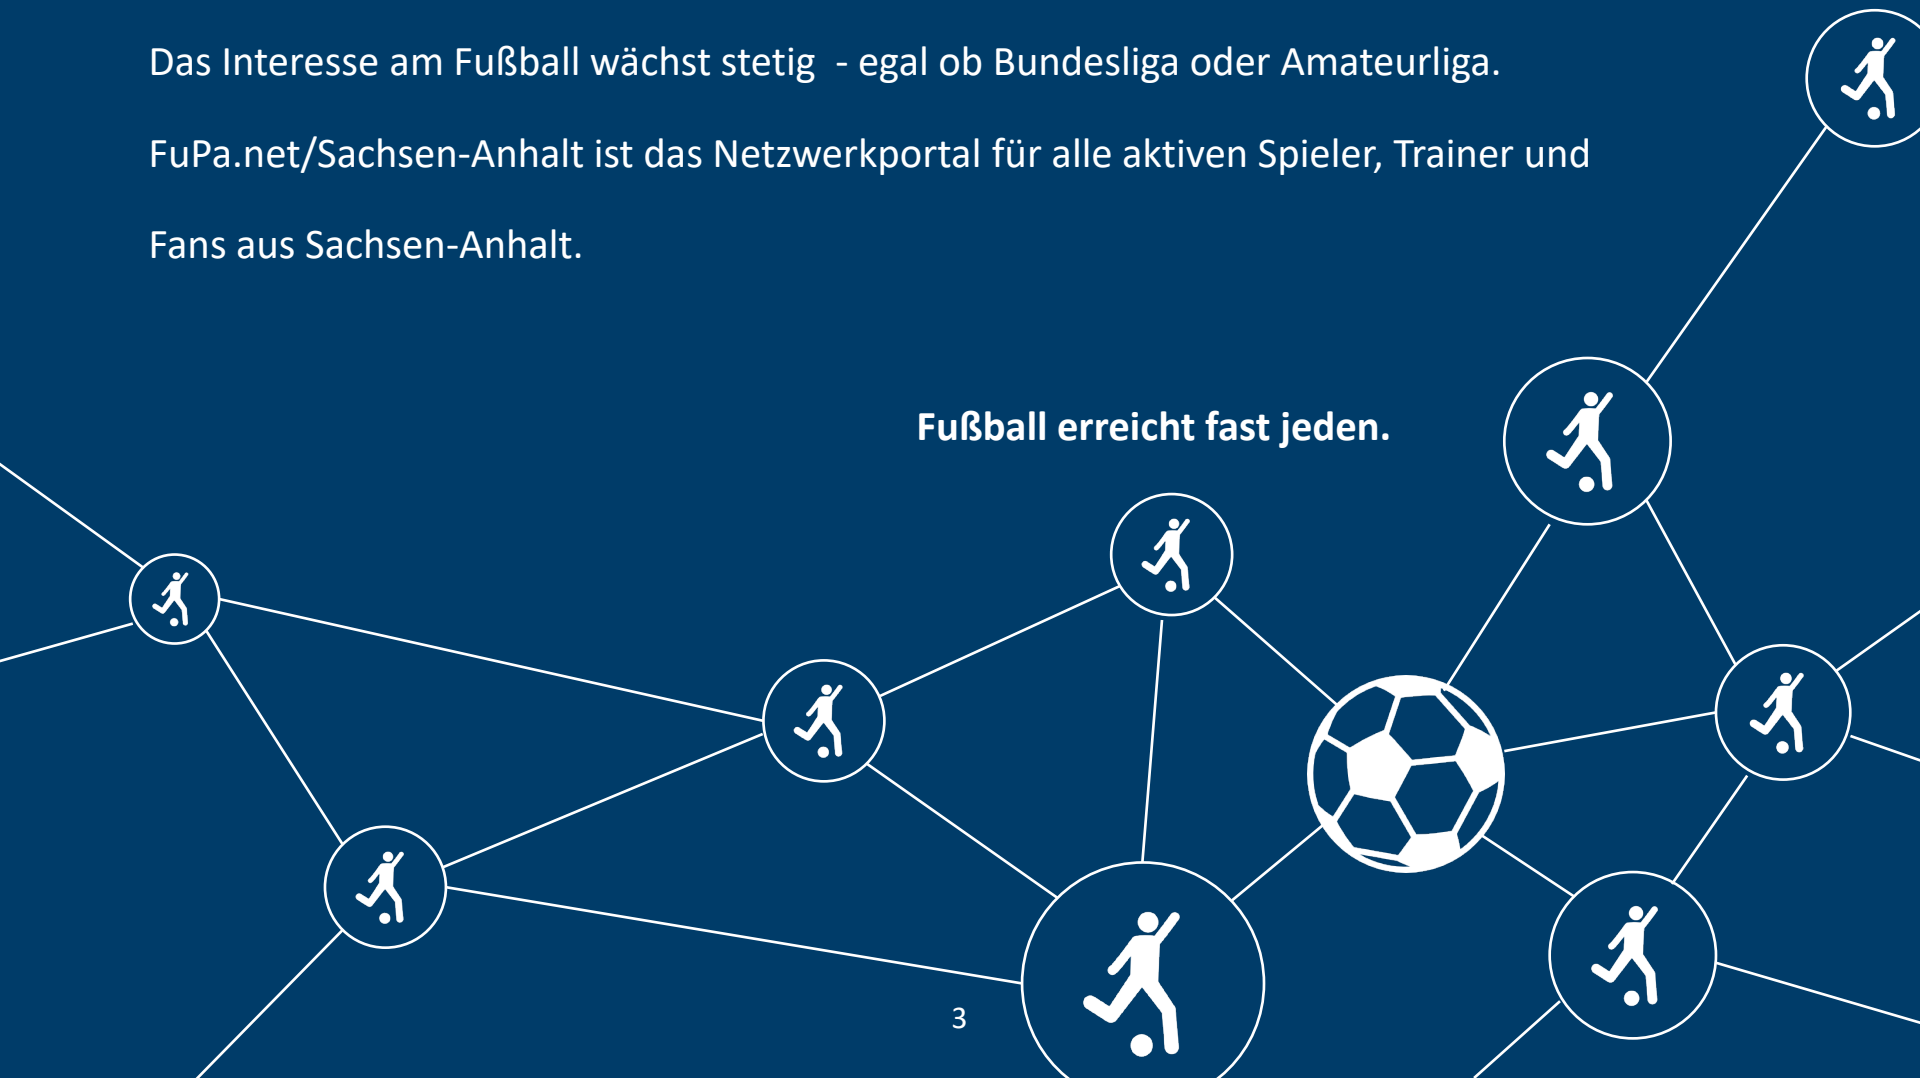 Das Interesse am Fußball wächst stetig  - egal ob Bundesliga oder Amateurliga.
FuPa.net/Sachsen-Anhalt ist das Netzwerkportal für alle aktiven Spieler, Trainer und
Fans aus Sachsen-Anhalt.
Fußball erreicht fast jeden.
3